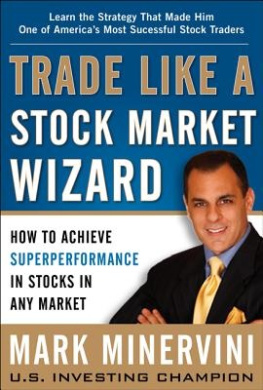 Learn the Strategy That Made Him
One of America's Most Sucessful Stock Traders
TRADE LIKE A
STOCK MARKET
WIZARD
HOW TO ACHIEVE
SUPERPERFORMANCE
IN STOCKS IN
ANY MARKET
MARK MINERVINI
U.S. INVESTING CHAMPION